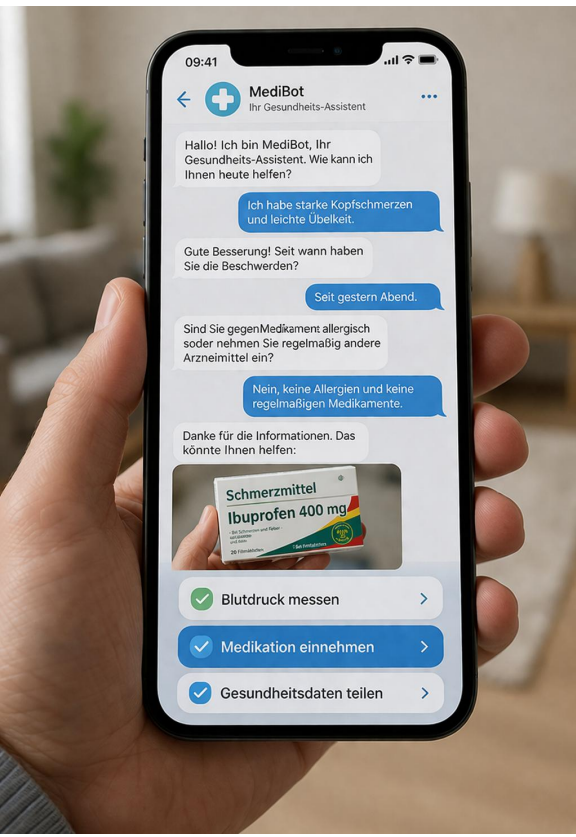 09:41
MediBot
Ihr Gesundheits-Assistent
Hallo! Ich bin MediBot, Ihr
Gesundheits-Assistent. Wie kann ich
Ihnen heute helfen?
Ich habe starke Kopfschmerzen
und leichte Übelkeit.
Gute Besserung! Seit wann haben
Sie die Beschwerden?
Seit gestern Abend.
Sind Sie gegenMedikament allergisch
soder nehmen Sie regelmaßig andere
Arzneimittel ein?
Nein, keine Allergien und keine
regelmaßigen Medikamente.
Danke für die Informationen. Das
könnte Ihnen helfen:
Schmerzmittel
Ibuprofen 400 mg
Blutdruck messen
Medikation einnehmen
Gesundheitsdaten teilen